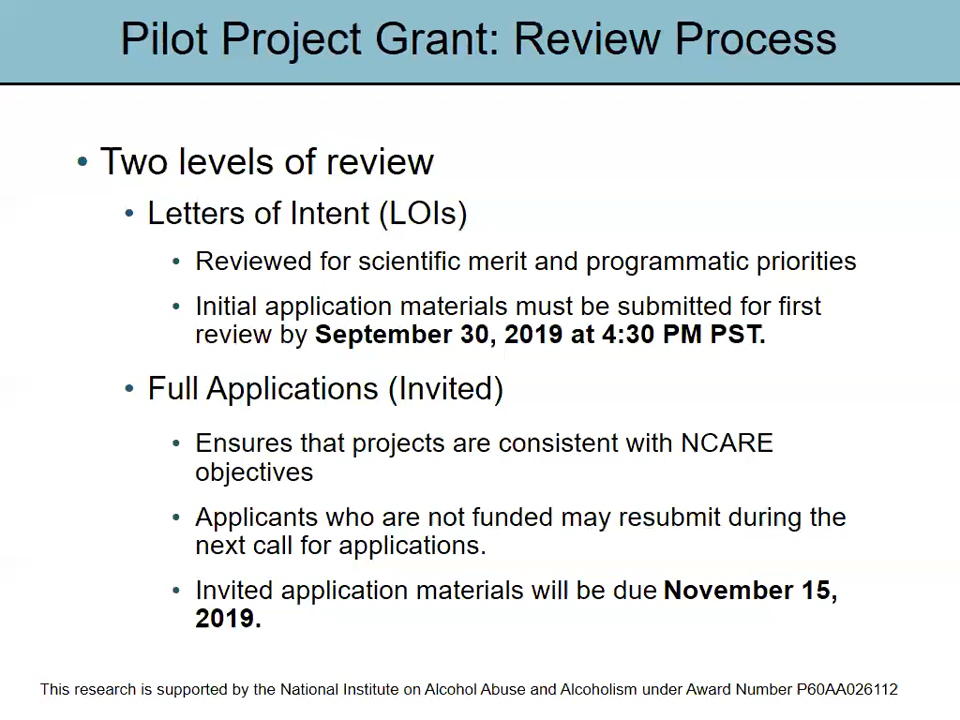 Pilot Project Grant: Review Process
• Two levels of review
• Letters of Intent (LOIs)
• Reviewed for scientific merit and programmatic priorities
• Initial application materials must be submitted for first
review by September 30, 2019 at 4:30 PM PST.
• Full Applications (Invited)
• Ensures that projects are consistent with NCARE
objectives
• Applicants who are not funded may resubmit during the
next call for applications.
• Invited application materials will be due November 15,
2019.
This research is supported by the National Institute on Alcohol Abuse and Alcoholism under Award Number P60AA026112